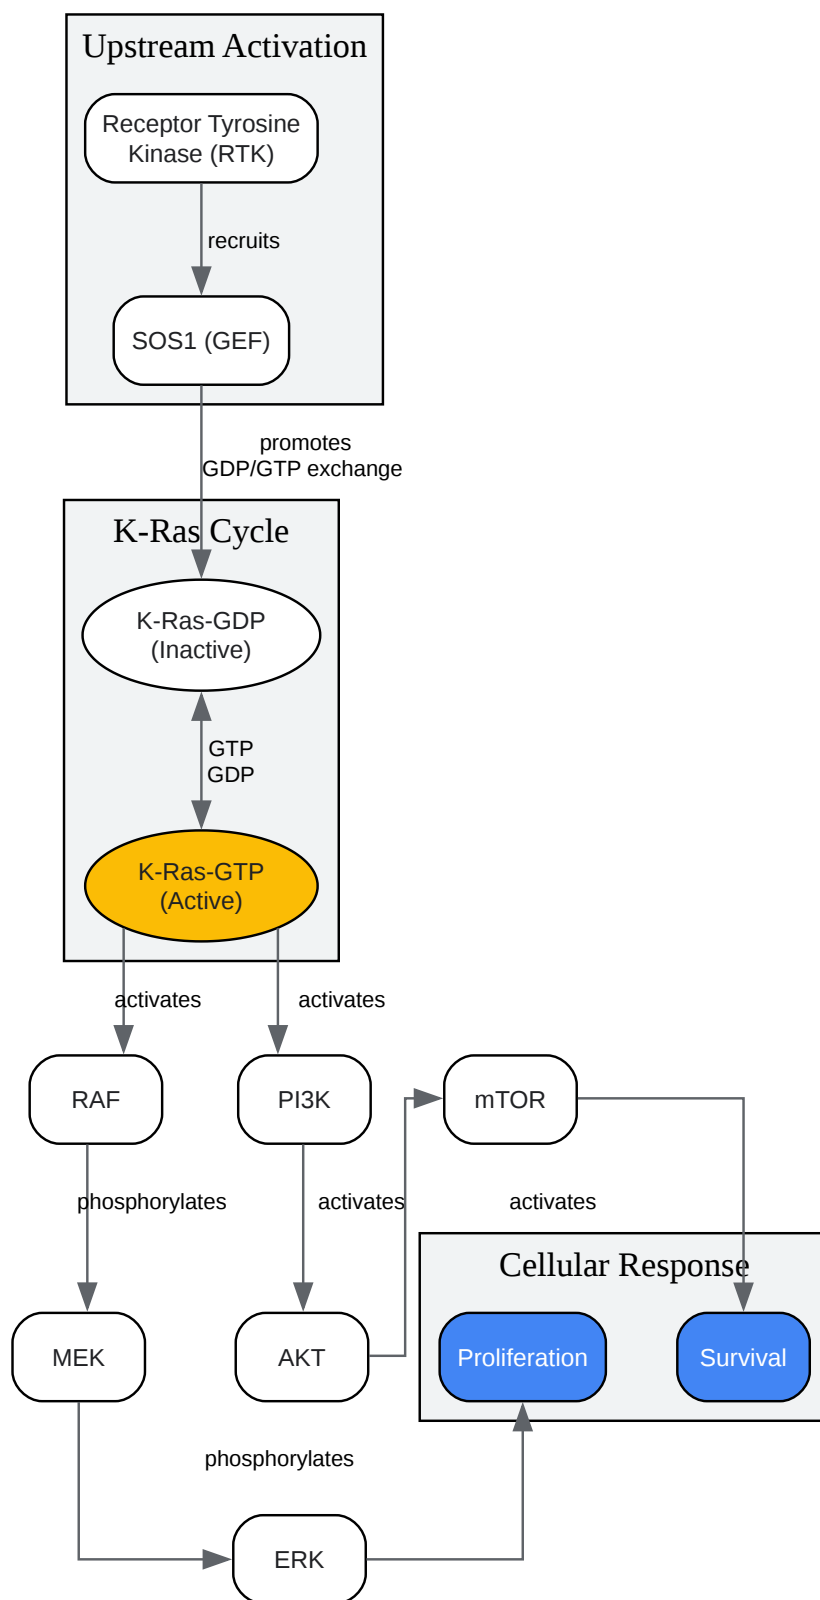 Upstream Activation
Receptor Tyrosine
Kinase (RTK)
recruits
SOS1 (GEF)
promotes
GDP/GTP exchange
K-Ras Cycle
K-Ras-GDP
(Inactive)
GTP
GDP
K-Ras-GTP
(Active)
activates
activates
RAF
PI3K
mTOR
phosphorylates
activates
activates
Cellular Response
MEK
AKT
Proliferation
Survival
phosphorylates
ERK